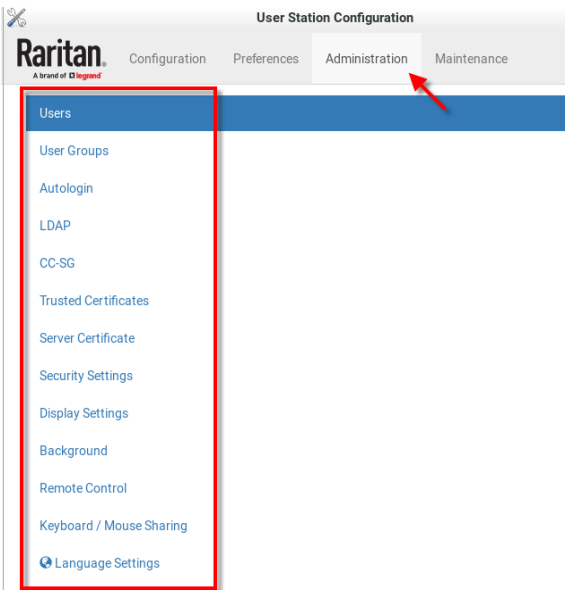 User Station Configuration
Raritan.
A brand of legrand
Configuration Preferences Administration Maintenance
Users
User Groups
Autologin
LDAP
CC-SG
Trusted Certificates
Server Certificate
Security Settings
Display Settings
Background
Remote Control
Keyboard / Mouse Sharing
Language Settings